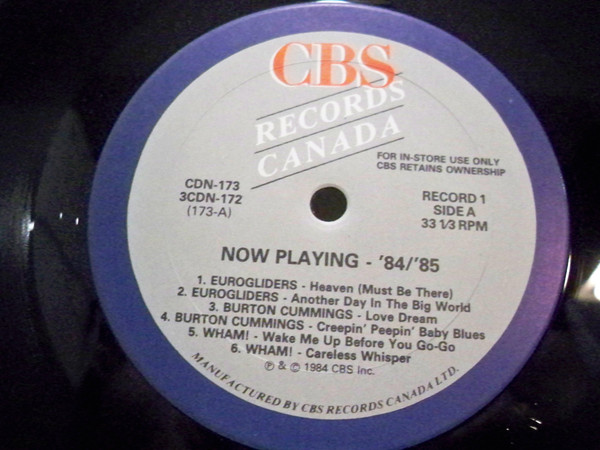 CBS
RECORDS
CANADA
FOR IN-STORE USE ONLY
CBS RETAINS OWNERSHIP
CDN-173
3CDN-172
(173-A)
RECORD 1
SIDE A
33 1/3 RPM
NOW PLAYING - '84/'85
1. EUROGLIDERS - Heaven (Must Be There)
2. EUROGLIDERS - Another Day In The Big World
3. BURTON CUMMINGS - Love Dream
4. BURTON CUMMINGS - Creepin' Peepin' Baby Blues
5. WHAM! - Wake Me Up Before You Go-Go
6. WHAM! - Careless Whisper
℗ & © 1984 CBS Inc.
MANUFACTURED BY CBS RECORDS CANADA LTD.